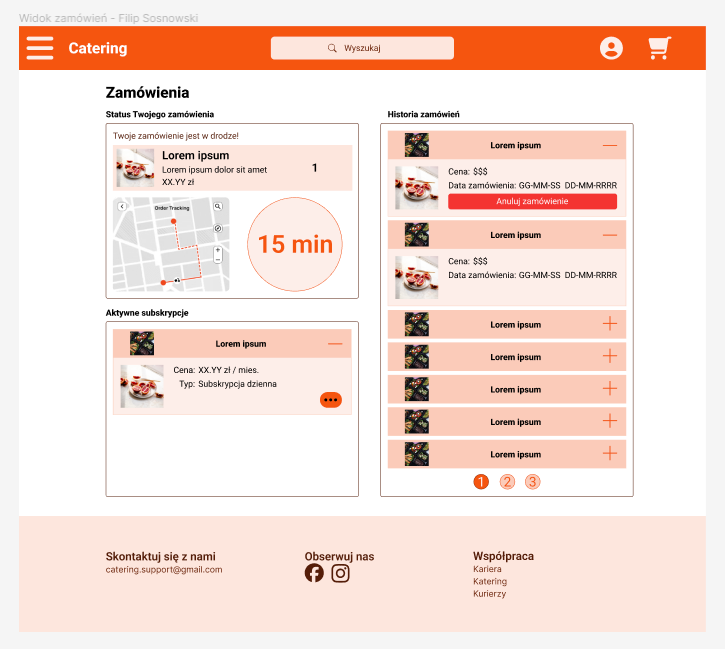 Widok zamówień - Filip Sosnowski
Catering
Wyszukaj
Zamówienia
Status Twojego zamówienia
Twoje zamówienie jest w drodze!
Lorem ipsum
Lorem ipsum dolor sit amet
XX.YY zł
1
Order Tracking
15 min
Aktywne subskrypcje
Lorem ipsum
Cena: XX.YY zł / mies.
Typ: Subskrypcja dzienna
Historia zamówień
Lorem ipsum
Cena: $$$
Data zamówienia: GG-MM-SS DD-MM-RRRR
Anuluj zamówienie
Lorem ipsum
Cena: $$$
Data zamówienia: GG-MM-SS DD-MM-RRRR
Lorem ipsum
Lorem ipsum
Lorem ipsum
Lorem ipsum
Lorem ipsum
1 2 3
Skontaktuj się z nami
catering.support@gmail.com
Obserwuj nas
Współpraca
Kariera
Katering
Kurierzy